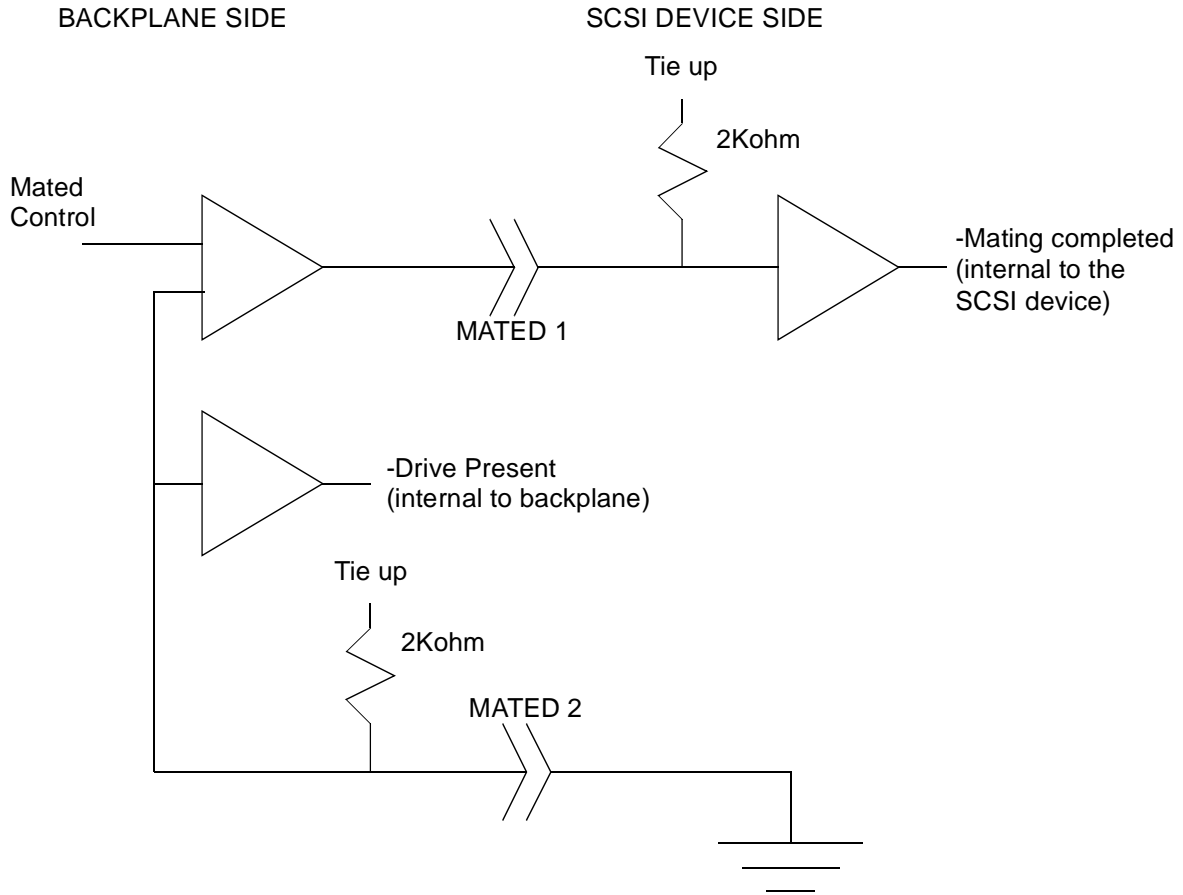 BACKPLANE SIDE
SCSI DEVICE SIDE
Tie up
2Kohm
Mated
Control
-Mating completed
(internal to the
SCSI device)
MATED 1
-Drive Present
(internal to backplane)
Tie up
2Kohm
MATED 2